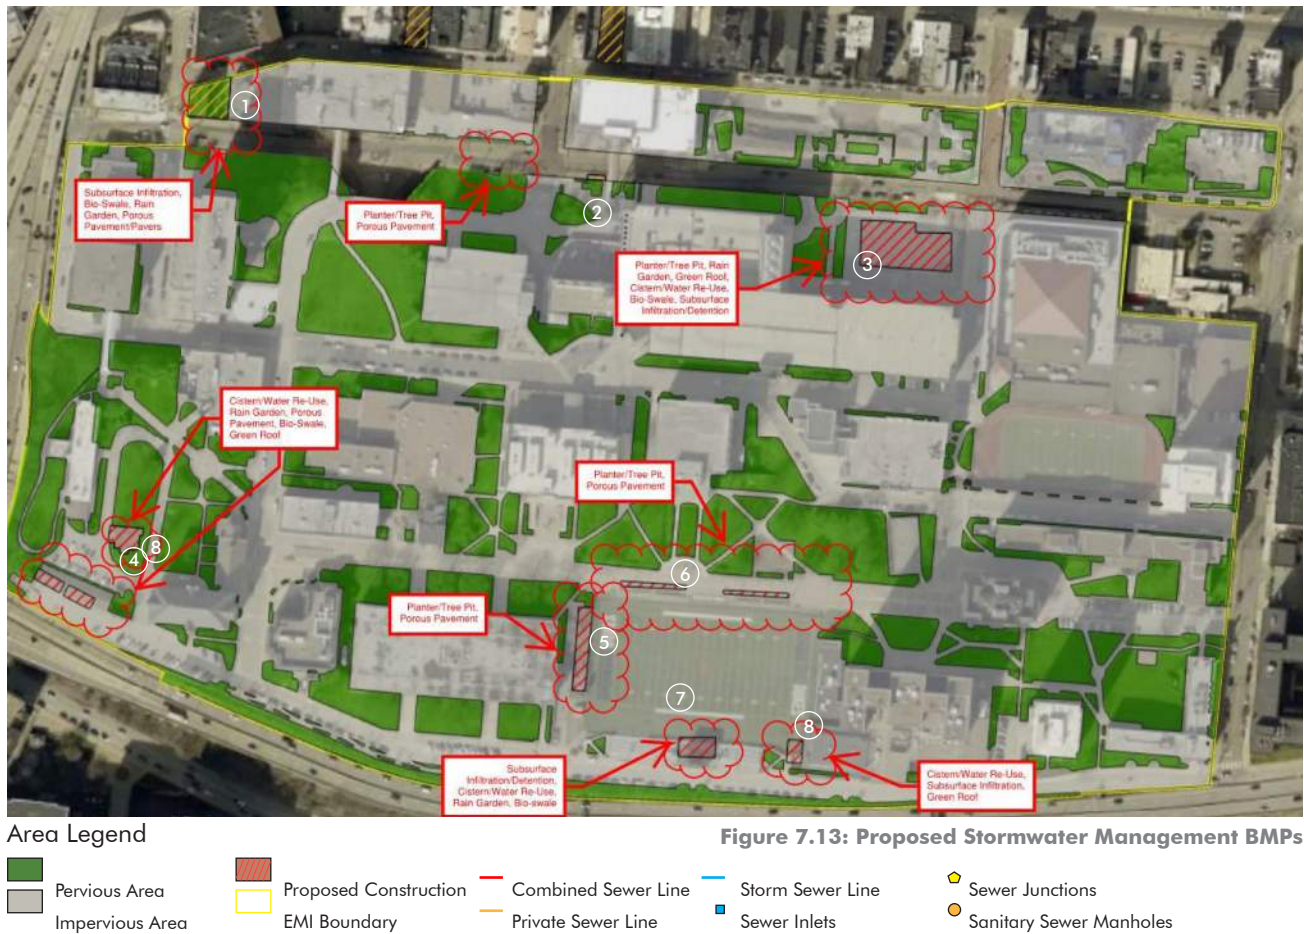 1
Subsurface Infiltration,
Bio-Swale, Rain
Garden, Porous
Pavement/Pavers
Planter/Tree Pit,
Porous Pavement
2
Planter/Tree Pit, Rain
Garden, Green Roof,
Cistern/Water Re-Use,
Bio-Swale, Subsurface
Infiltration/Detention
3
Cistern/Water Re-Use,
Rain Garden, Porous
Pavement, Bio-Swale,
Green Roof
Planter/Tree Pit,
Porous Pavement
4
8
6
Planter/Tree Pit,
Porous Pavement
5
7
8
Subsurface
Infiltration/Detention,
Cistern/Water Re-Use,
Rain Garden, Bio-swale
Cistern/Water Re-Use,
Subsurface Infiltration,
Green Roof
Area Legend
Figure 7.13: Proposed Stormwater Management BMPs
Pervious Area
Impervious Area
Proposed Construction
EMI Boundary
Combined Sewer Line
Private Sewer Line
Storm Sewer Line
Sewer Inlets
Sewer Junctions
Sanitary Sewer Manholes